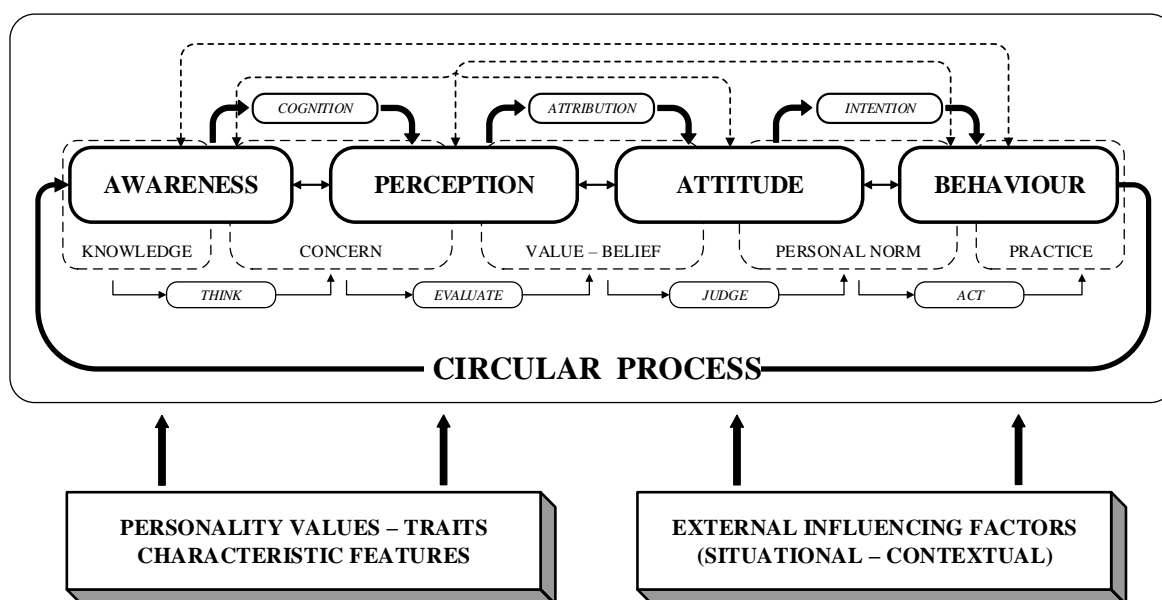 COGNITION
ATTRIBUTION
INTENTION
AWARENESS
PERCEPTION
ATTITUDE
BEHAVIOUR
KNOWLEDGE
CONCERN
VALUE – BELIEF
PERSONAL NORM
PRACTICE
THINK
EVALUATE
JUDGE
ACT
CIRCULAR PROCESS
PERSONALITY VALUES – TRAITS
CHARACTERISTIC FEATURES
EXTERNAL INFLUENCING FACTORS
(SITUATIONAL – CONTEXTUAL)